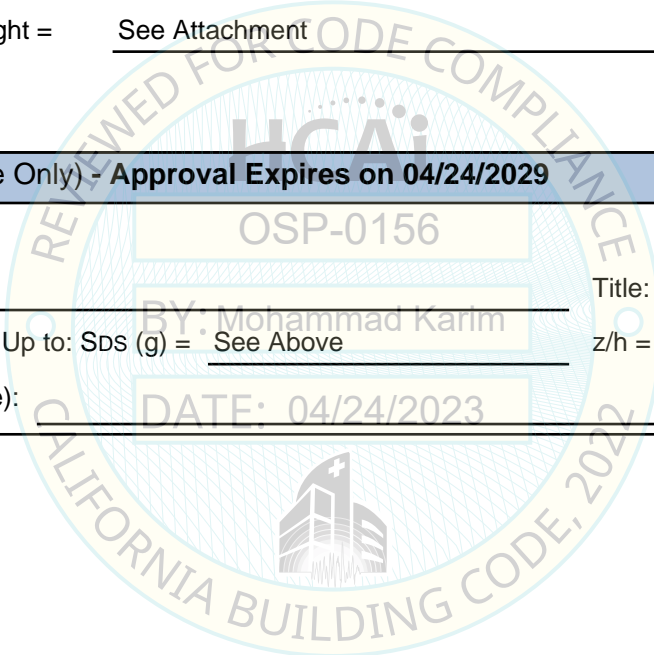 ght = See Attachment
REVIEWED FOR CODE COMPLIANCE
HCAi
e Only) - Approval Expires on 04/24/2029
OSP-0156
Title:
BY: Mohammad Karim
Up to: SDS (g) = See Above z/h =
e):
DATE: 04/24/2023
CALIFORNIA BUILDING CODE, 2022